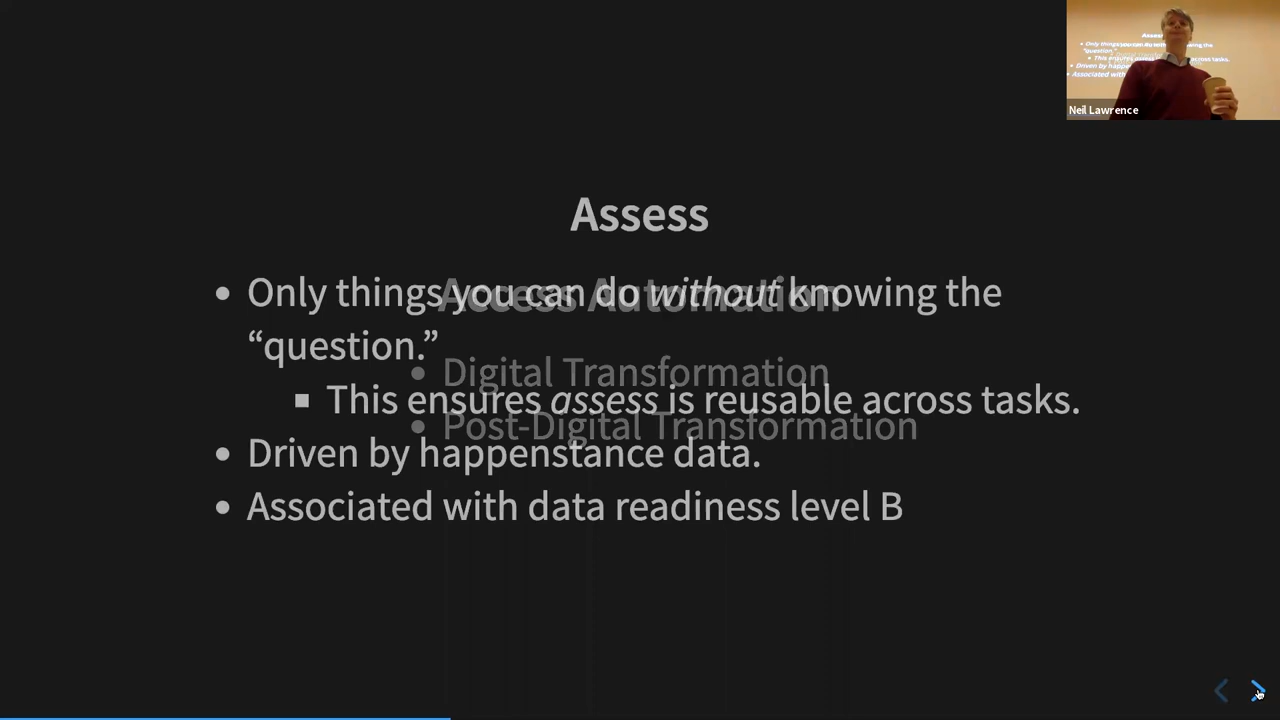 Neil Lawrence
Assess
• Only things you can do without knowing the
“question.”
▪ This ensures assess is reusable across tasks.
• Driven by happenstance data.
• Associated with data readiness level B
Access Automation
• Digital Transformation
• Post-Digital Transformation